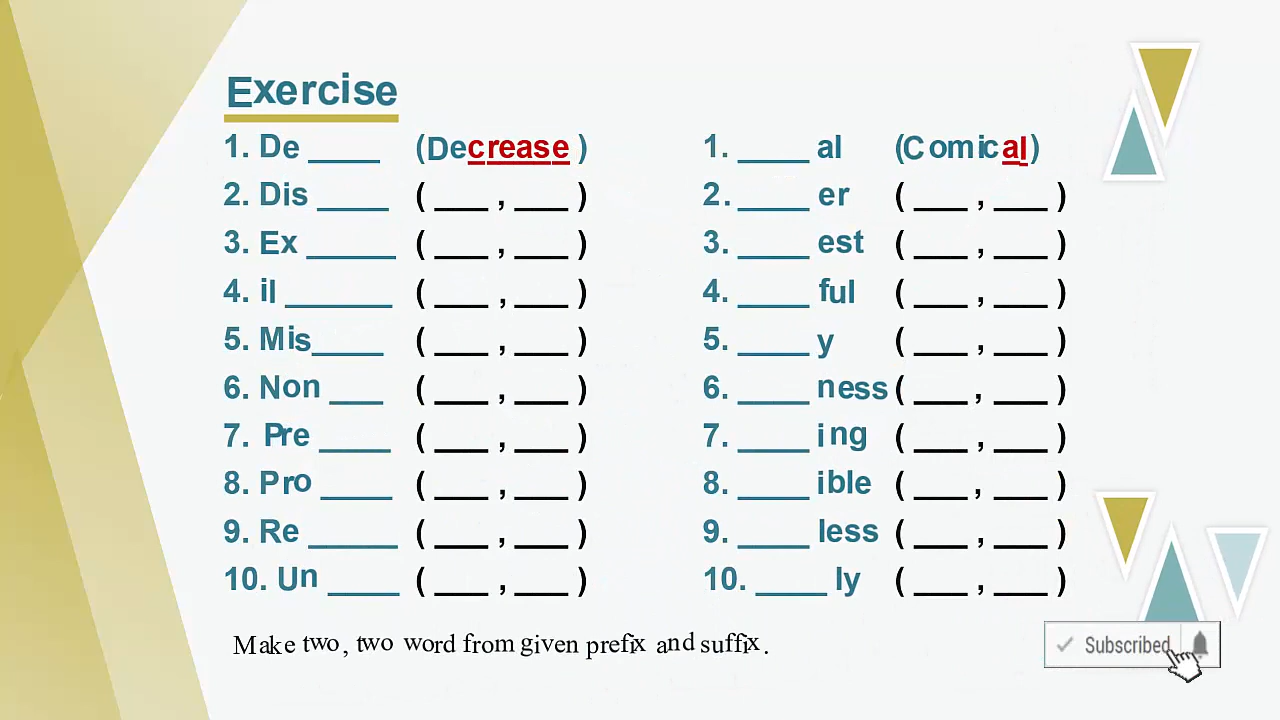 Exercise
1. De ____ (Decrease )
2. Dis ____ ( ___ , ___ )
3. Ex _____ ( ___ , ___ )
4. il ______ ( ___ , ___ )
5. Mis____ ( ___ , ___ )
6. Non ___ ( ___ , ___ )
7. Pre ____ ( ___ , ___ )
8. Pro ____ ( ___ , ___ )
9. Re _____ ( ___ , ___ )
10. Un ____ ( ___ , ___ )
1. ____ al (Comical)
2. ____ er ( ___ , ___ )
3. ____ est ( ___ , ___ )
4. ____ ful ( ___ , ___ )
5. ____ y ( ___ , ___ )
6. ____ ness ( ___ , ___ )
7. ____ ing ( ___ , ___ )
8. ____ ible ( ___ , ___ )
9. ____ less ( ___ , ___ )
10. ____ ly ( ___ , ___ )
Make two, two word from given prefix and suffix.
Subscribed